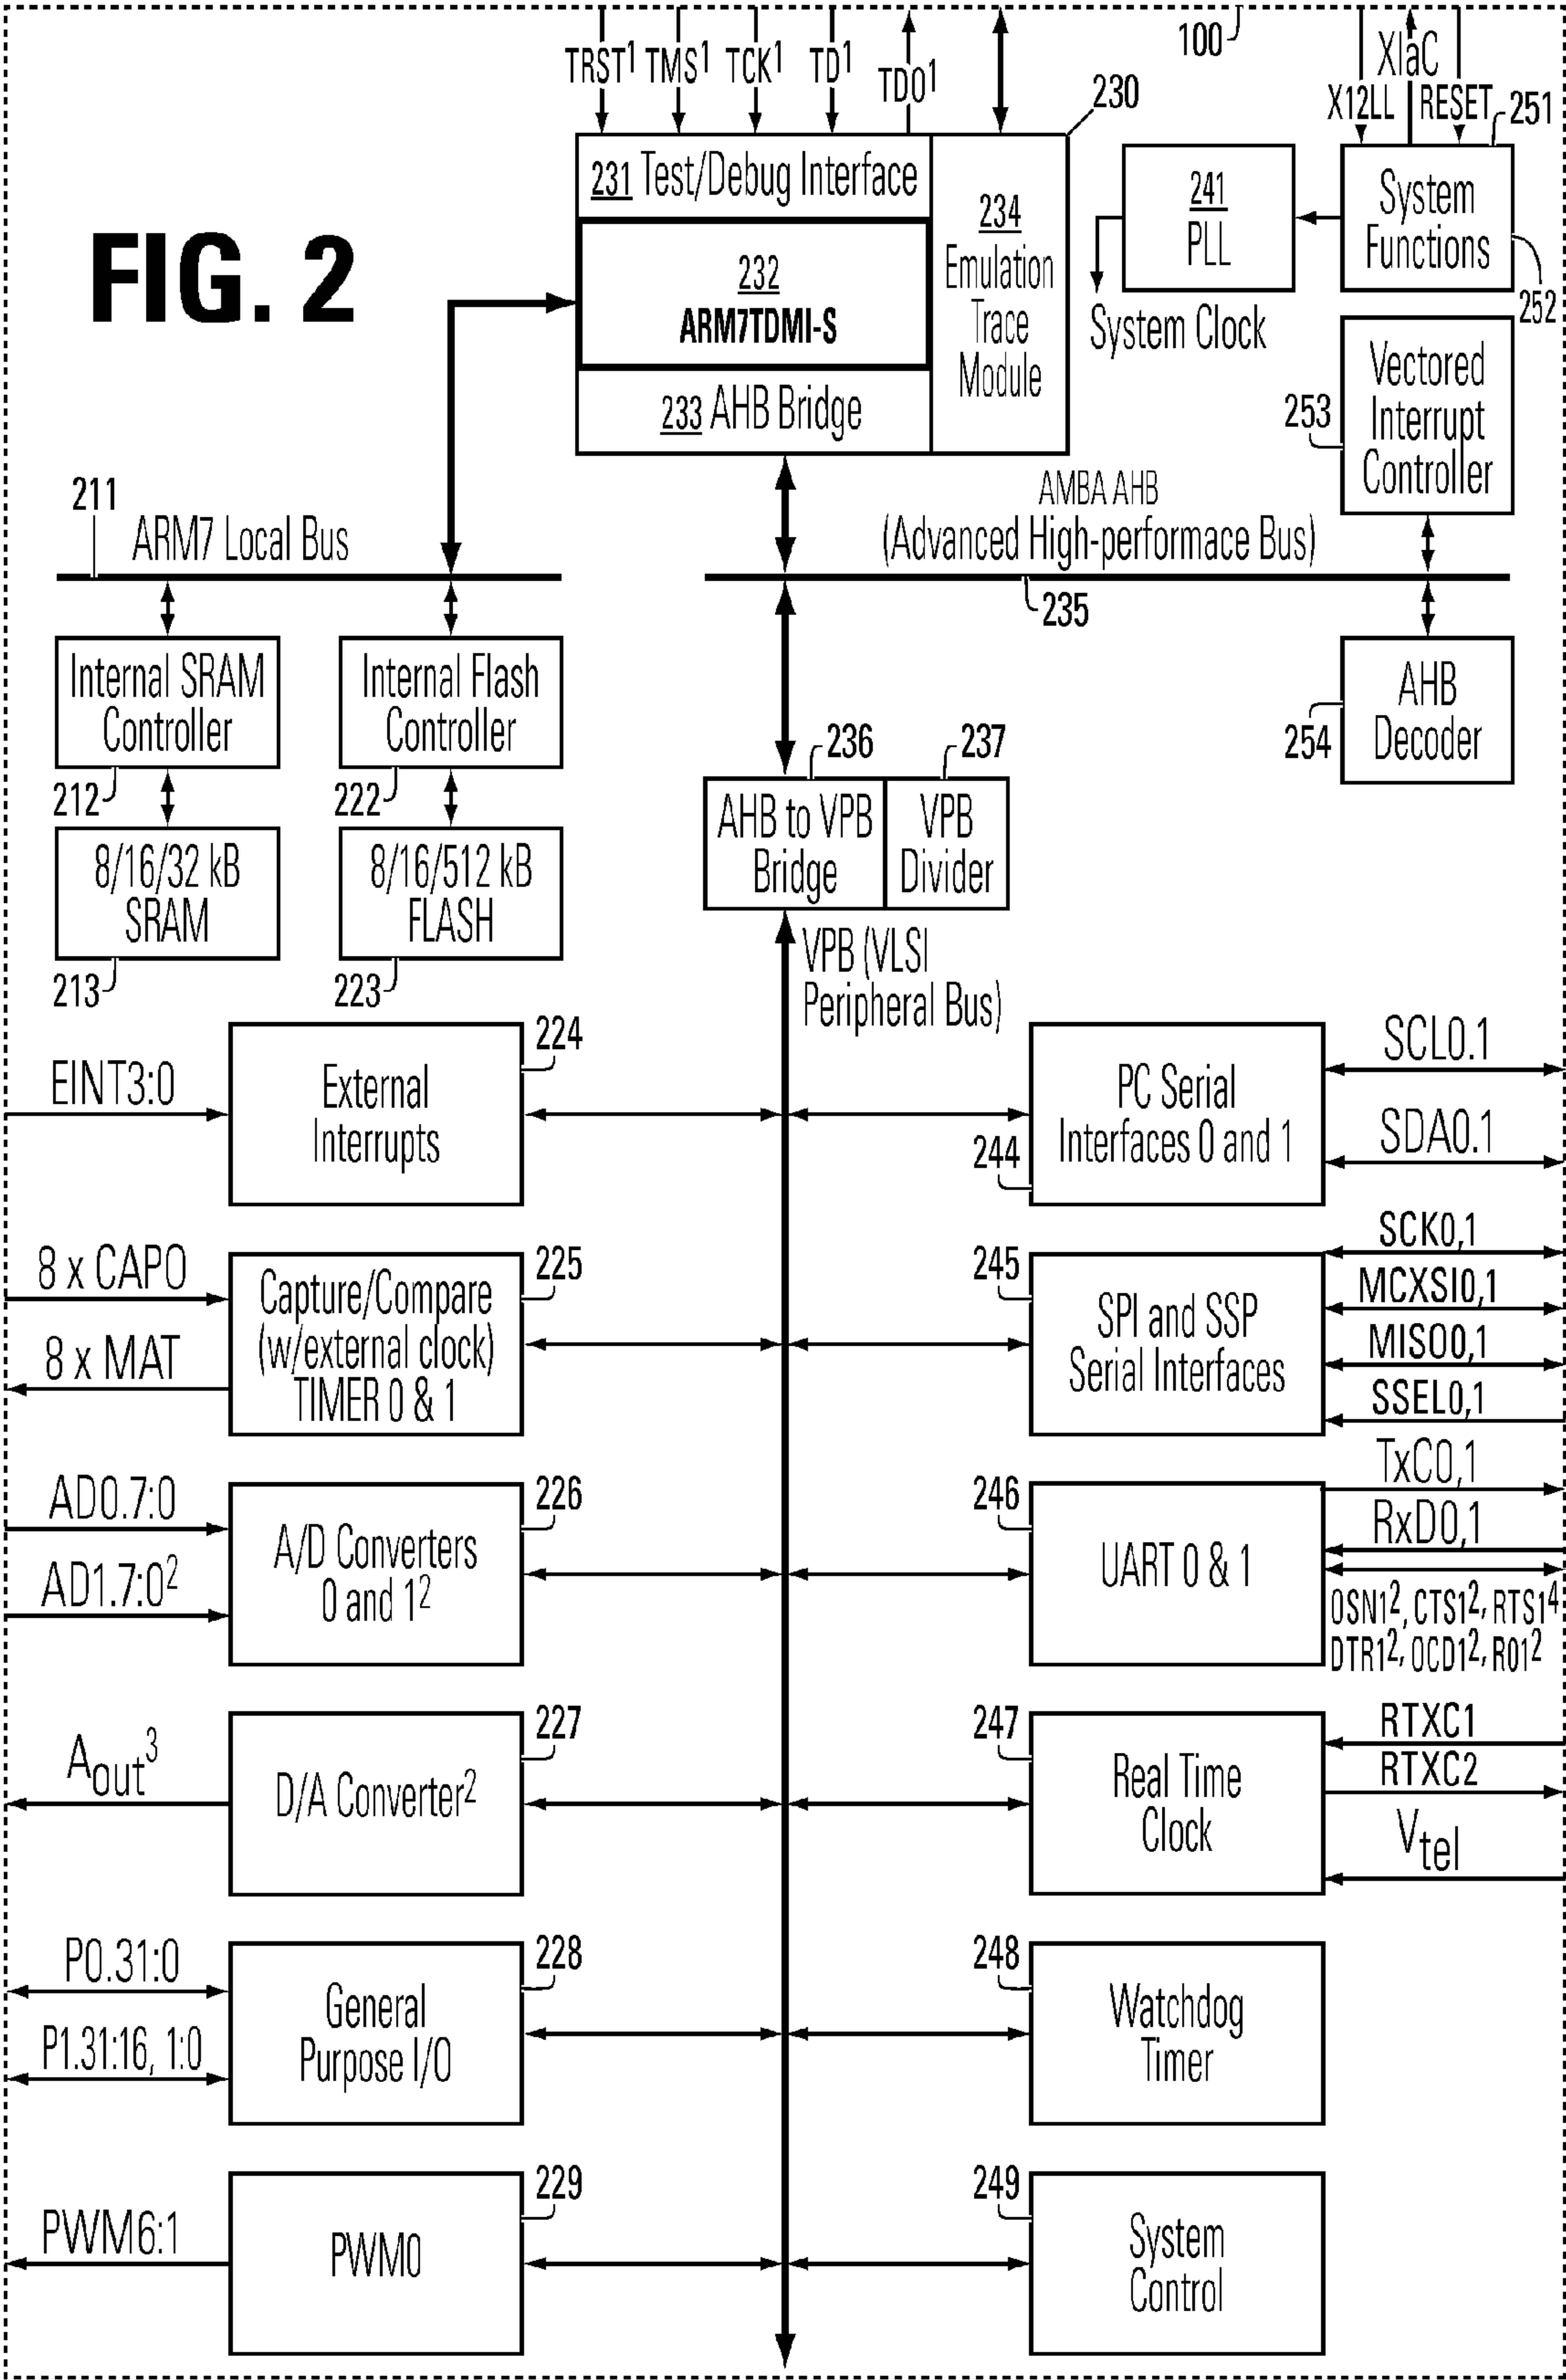 FIG. 2
TRST1
TMS1
TCK1
TD1
TDO1
230
100
XIaC
X12LL
RESET
251
231 Test/Debug Interface
232
ARM7TDMI-S
233 AHB Bridge
234
Emulation
Trace
Module
241
PLL
System Clock
System
Functions
252
253
Vectored
Interrupt
Controller
211
ARM7 Local Bus
AMBA AHB
(Advanced High-performace Bus)
235
Internal SRAM
Controller
212
Internal Flash
Controller
222
254
AHB
Decoder
8/16/32 kB
SRAM
213
8/16/512 kB
FLASH
223
236
237
AHB to VPB
Bridge
VPB
Divider
VPB (VLSI
Peripheral Bus)
EINT3:0
External
Interrupts
224
PC Serial
Interfaces 0 and 1
244
SCL0.1
SDA0.1
8 x CAPO
8 x MAT
Capture/Compare
(w/external clock)
TIMER 0 & 1
225
245
SPI and SSP
Serial Interfaces
SCK0,1
MCXSI0,1
MISO0,1
SSEL0,1
AD0.7:0
AD1.7:0²
A/D Converters
0 and 1²
226
246
UART 0 & 1
TxC0,1
RxD0,1
OSN1², CTS1², RTS1⁴
DTR1², OCD1², R01²
Aout³
D/A Converter²
227
247
Real Time
Clock
RTXC1
RTXC2
Vtel
P0.31:0
P1.31:16, 1:0
General
Purpose I/O
228
248
Watchdog
Timer
PWM6:1
PWM0
229
249
System
Control